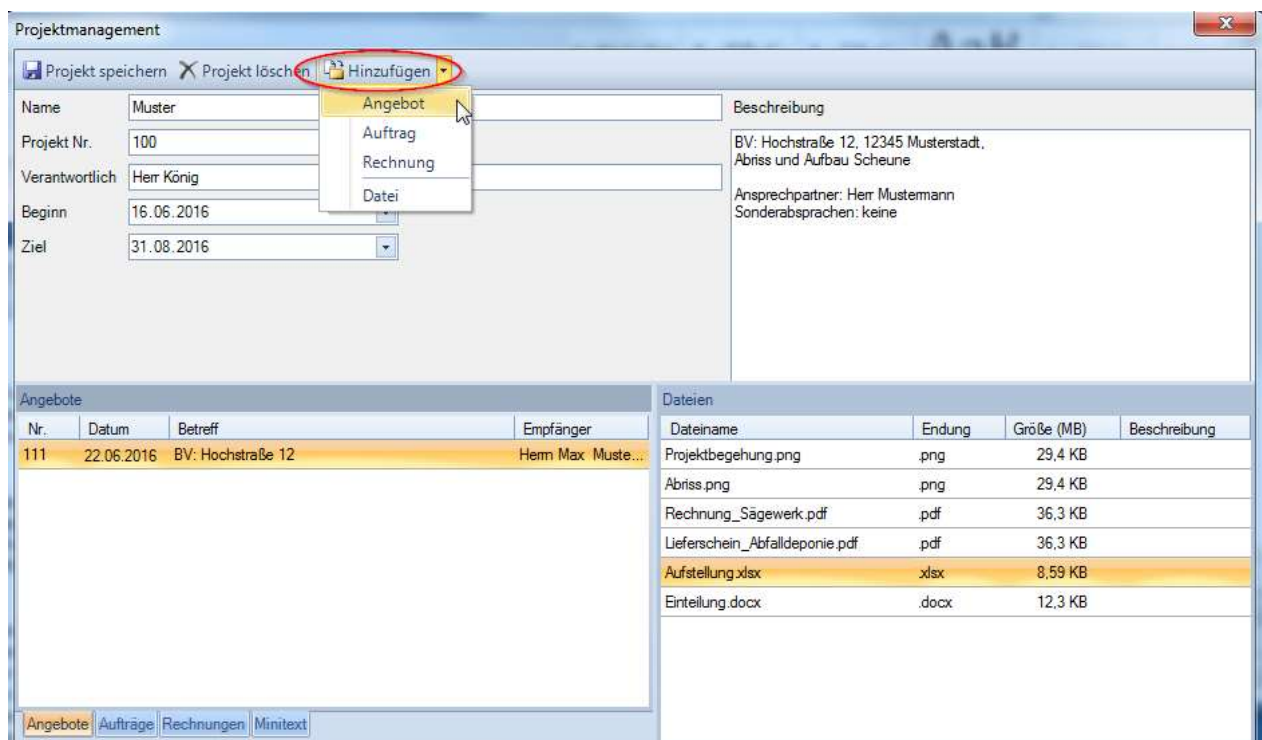 Projektmanagement
Projekt speichern Projekt löschen Hinzufügen
Angebot
Auftrag
Rechnung
Datei
Name Muster
Projekt Nr. 100
Verantwortlich Herr König
Beginn 16.06.2016
Ziel 31.08.2016
Beschreibung
BV: Hochstraße 12, 12345 Musterstadt,
Abriss und Aufbau Scheune
Ansprechpartner: Herr Mustermann
Sonderabsprachen: keine
Angebote
Nr. Datum Betreff Empfänger
111 22.06.2016 BV: Hochstraße 12 Herrn Max Muste...
Angebote Aufträge Rechnungen Minitext
Dateien
Dateiname Endung Größe (MB) Beschreibung
Projektbegehung.png .png 29,4 KB
Abriss.png .png 29,4 KB
Rechnung_Sägewerk.pdf .pdf 36,3 KB
Lieferschein_Abfalldeponie.pdf .pdf 36,3 KB
Aufstellung.xlsx .xlsx 8,59 KB
Einteilung.docx .docx 12,3 KB